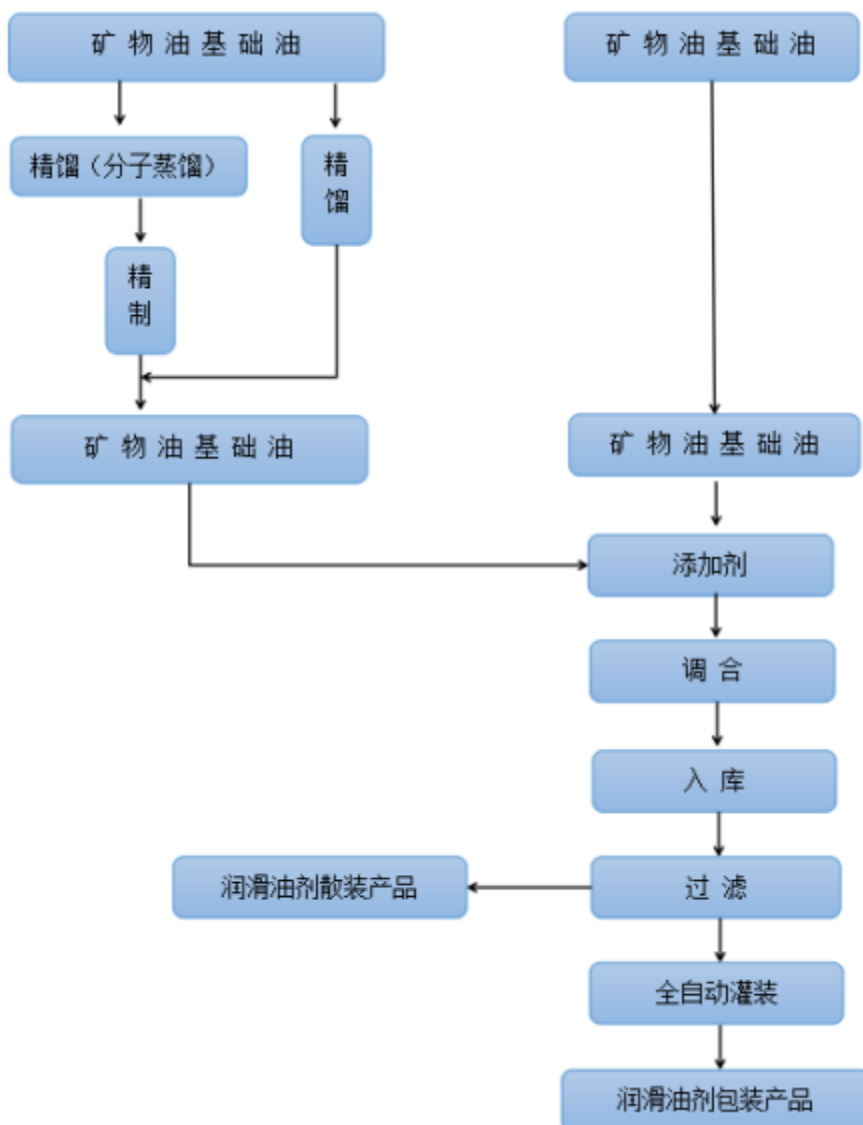 矿 物 油 基 础 油
矿 物 油 基 础 油
精馏（分子蒸馏）
精
馏
精
制
矿 物 油 基 础 油
矿 物 油 基 础 油
添加剂
调 合
入 库
润滑油剂散装产品
过 滤
全自动灌装
润滑油剂包装产品